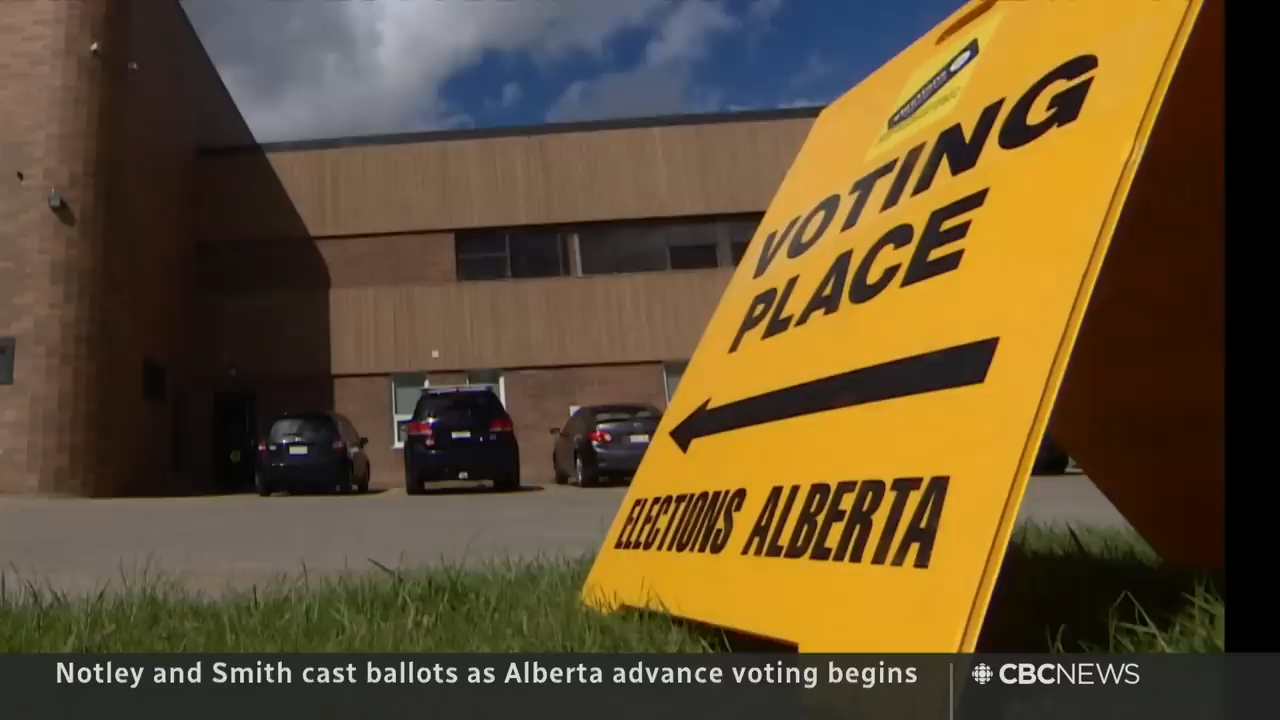 VOTING
PLACE
ELECTIONS ALBERTA
Notley and Smith cast ballots as Alberta advance voting begins
CBCNEWS